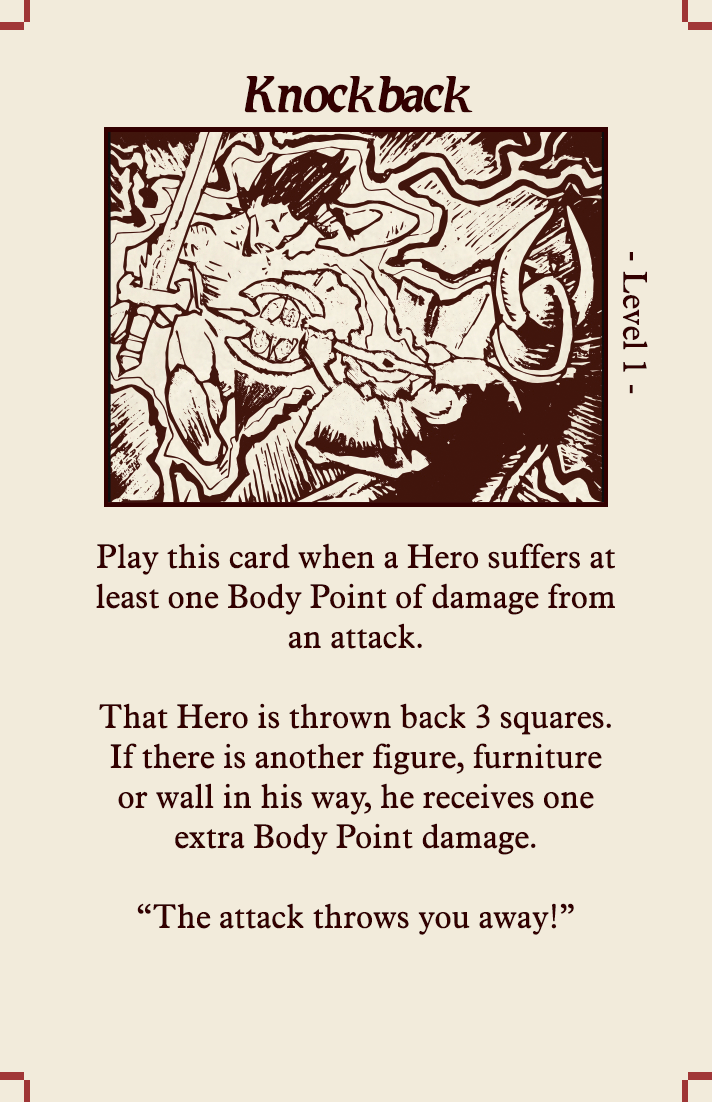 Knockback
- Level 1 -
Play this card when a Hero suffers at
least one Body Point of damage from
an attack.
That Hero is thrown back 3 squares.
If there is another figure, furniture
or wall in his way, he receives one
extra Body Point damage.
“The attack throws you away!”